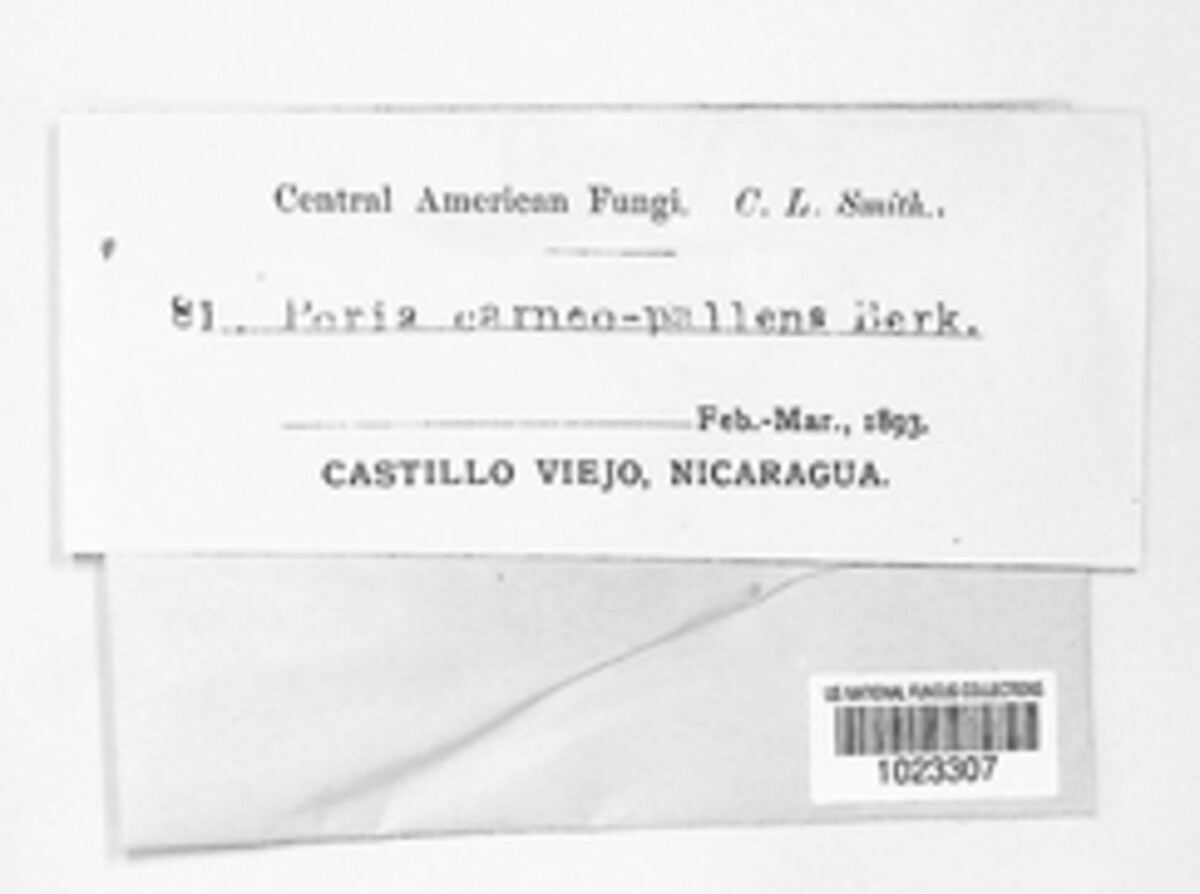 Central American Fungi. C. L. Smith.
81. Poria carneo-pallens Berk.
Feb.-Mar., 1893.
CASTILLO VIEJO, NICARAGUA.
US NATIONAL FUNGUS COLLECTIONS
1023307